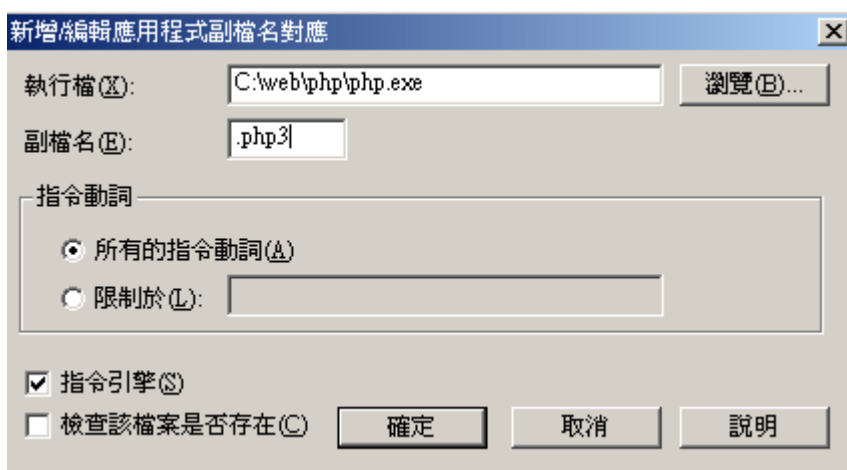 新增/編輯應用程式副檔名對應
執行檔(X): C:\web\php\php.exe 瀏覽(B)...
副檔名(E): .php3
指令動詞
所有的指令動詞(A)
限制於(L):
指令引擎(S)
檢查該檔案是否存在(C) 確定 取消 說明